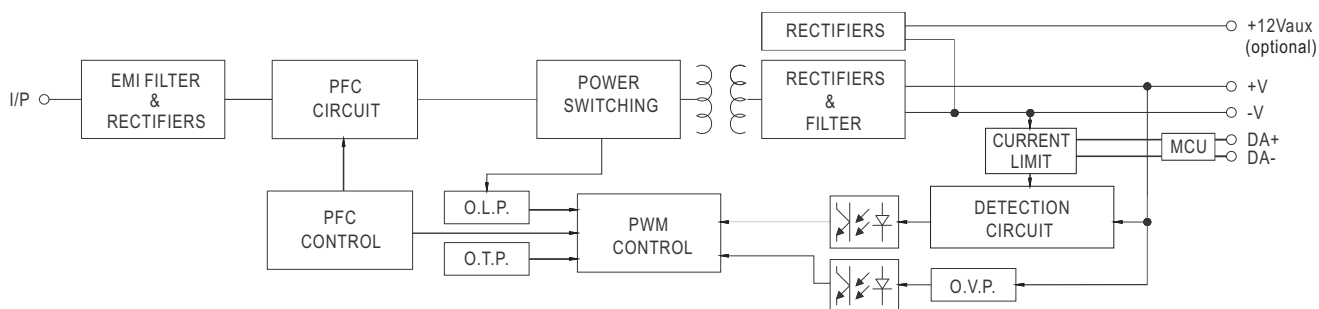 RECTIFIERS
+12Vaux
(optional)
I/P
EMI FILTER
&
RECTIFIERS
PFC
CIRCUIT
POWER
SWITCHING
RECTIFIERS
&
FILTER
+V
-V
CURRENT
LIMIT
MCU
DA+
DA-
PFC
CONTROL
O.L.P.
O.T.P.
PWM
CONTROL
DETECTION
CIRCUIT
O.V.P.